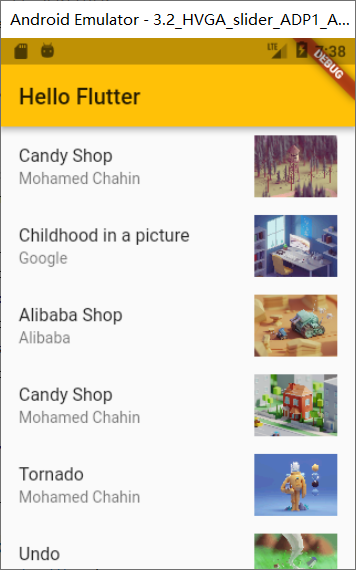 Android Emulator - 3.2_HVGA_slider_ADP1_A...
LTE 7:38
DEBUG
Hello Flutter
Candy Shop
Mohamed Chahin
Childhood in a picture
Google
Alibaba Shop
Alibaba
Candy Shop
Mohamed Chahin
Tornado
Mohamed Chahin
Undo